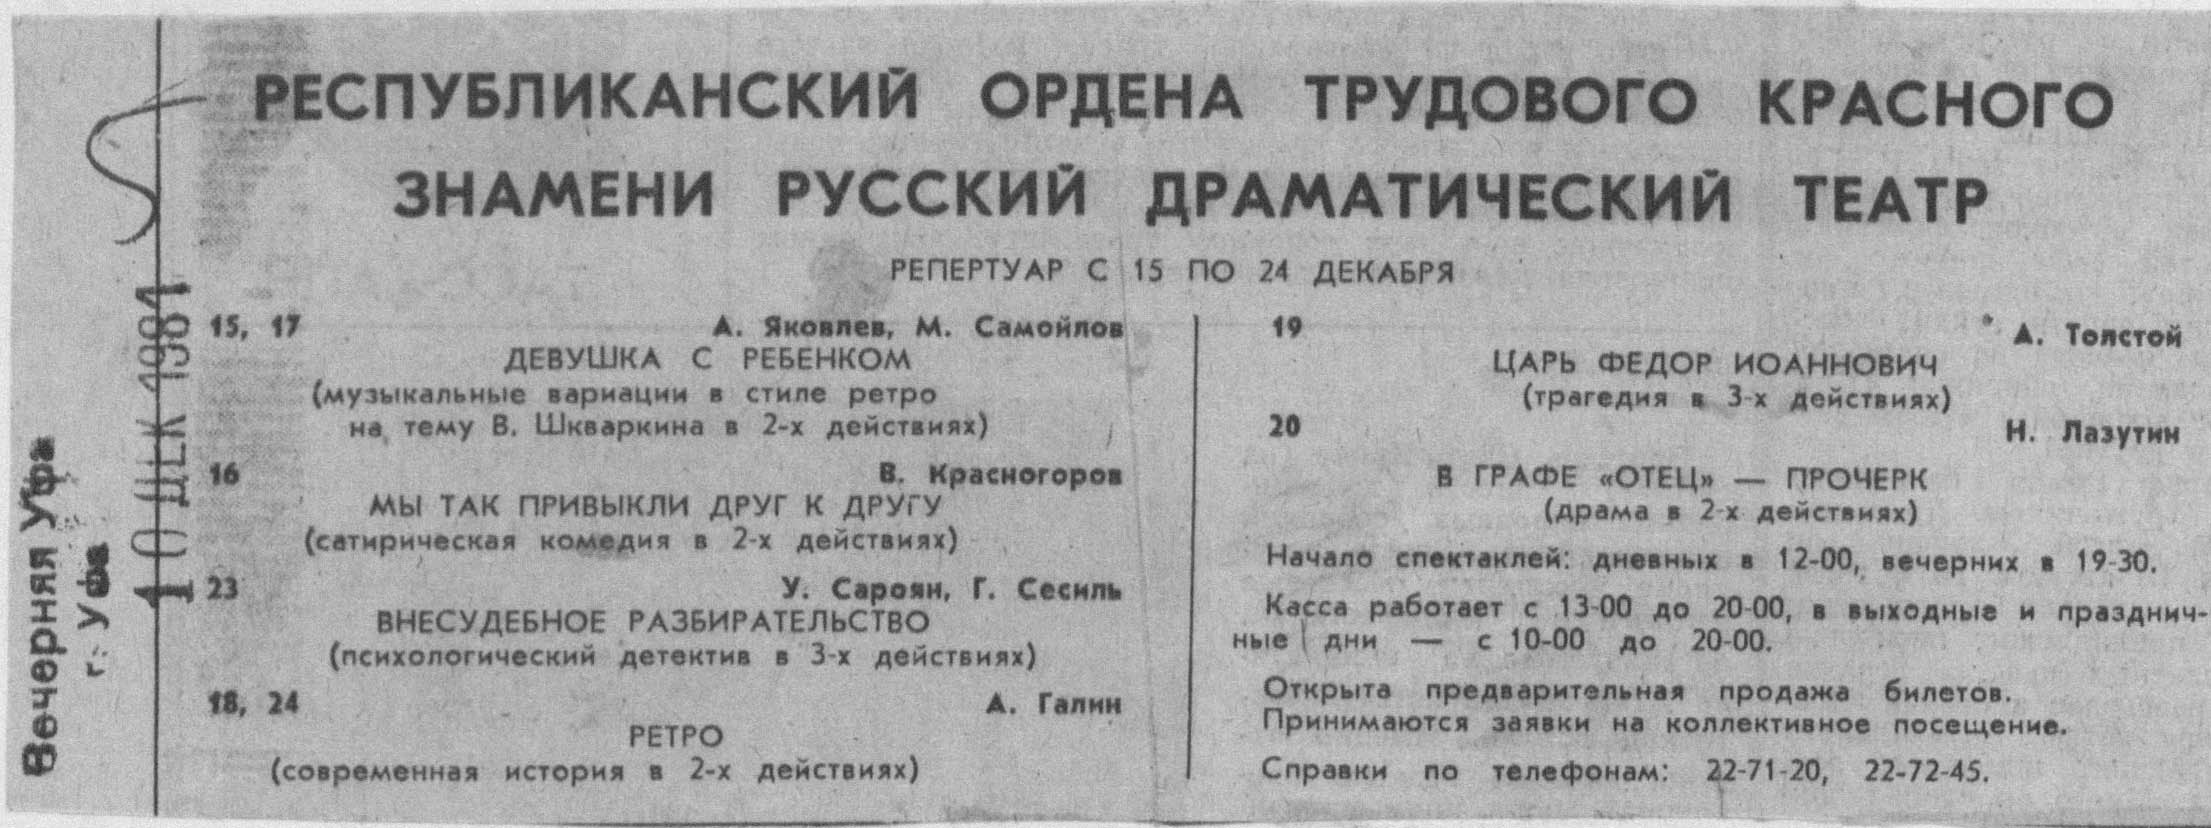 РЕСПУБЛИКАНСКИЙ ОРДЕНА ТРУДОВОГО КРАСНОГО
ЗНАМЕНИ РУССКИЙ ДРАМАТИЧЕСКИЙ ТЕАТР
РЕПЕРТУАР С 15 ПО 24 ДЕКАБРЯ
15, 17 А. Яковлев, М. Самойлов
ДЕВУШКА С РЕБЕНКОМ
(музыкальные вариации в стиле ретро
на тему В. Шкваркина в 2-х действиях)
16 В. Красногоров
МЫ ТАК ПРИВЫКЛИ ДРУГ К ДРУГУ
(сатирическая комедия в 2-х действиях)
23 У. Сароян, Г. Сесиль
ВНЕСУДЕБНОЕ РАЗБИРАТЕЛЬСТВО
(психологический детектив в 3-х действиях)
18, 24 А. Галин
РЕТРО
(современная история в 2-х действиях)
19 А. Толстой
ЦАРЬ ФЕДОР ИОАННОВИЧ
(трагедия в 3-х действиях)
20 Н. Лазутин
В ГРАФЕ «ОТЕЦ» — ПРОЧЕРК
(драма в 2-х действиях)
Начало спектаклей: дневных в 12-00, вечерних в 19-30.
Касса работает с 13-00 до 20-00, в выходные и празднич-
ные дни — с 10-00 до 20-00.
Открыта предварительная продажа билетов.
Принимаются заявки на коллективное посещение.
Справки по телефонам: 22-71-20, 22-72-45.
Вечерняя Уфа
г. Уфа
10 ДЕК 1981